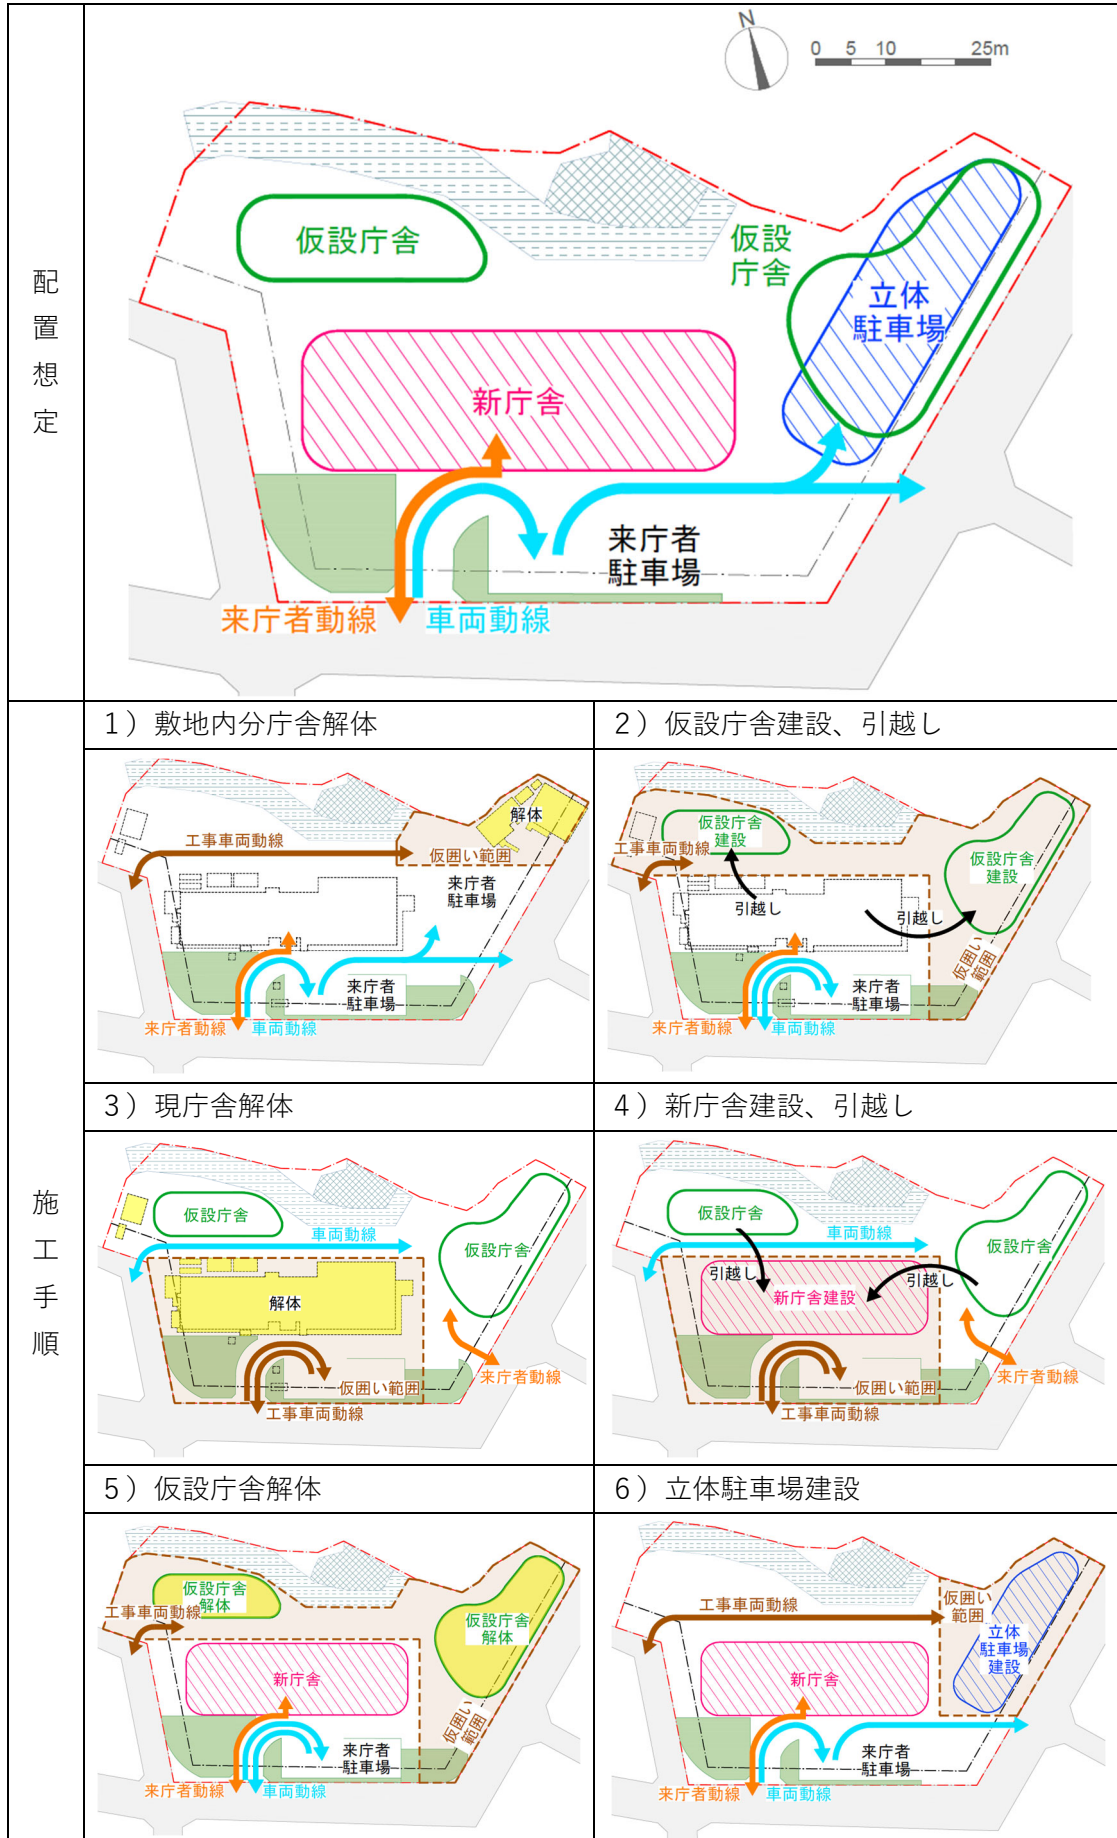 配置想定
N
0 5 10 25m
仮設庁舎
仮設
庁舎
立体
駐車場
新庁舎
来庁者
駐車場
来庁者動線
車両動線
施工手順
1）敷地内分庁舎解体
解体
工事車両動線
仮囲い範囲
来庁者
駐車場
来庁者
駐車場
来庁者動線
車両動線
2）仮設庁舎建設、引越し
仮設庁舎
建設
工事車両動線
仮設庁舎
建設
引越し
引越し
仮囲い
範囲
来庁者
駐車場
来庁者動線
車両動線
3）現庁舎解体
仮設庁舎
車両動線
仮設庁舎
解体
仮囲い範囲
来庁者動線
工事車両動線
4）新庁舎建設、引越し
仮設庁舎
車両動線
仮設庁舎
引越し
引越し
新庁舎建設
仮囲い範囲
来庁者動線
工事車両動線
5）仮設庁舎解体
仮設庁舎
解体
工事車両動線
仮設庁舎
解体
新庁舎
仮囲い
範囲
来庁者
駐車場
来庁者動線
車両動線
6）立体駐車場建設
工事車両動線
仮囲い
範囲
立体
駐車場
建設
新庁舎
来庁者
駐車場
来庁者動線
車両動線